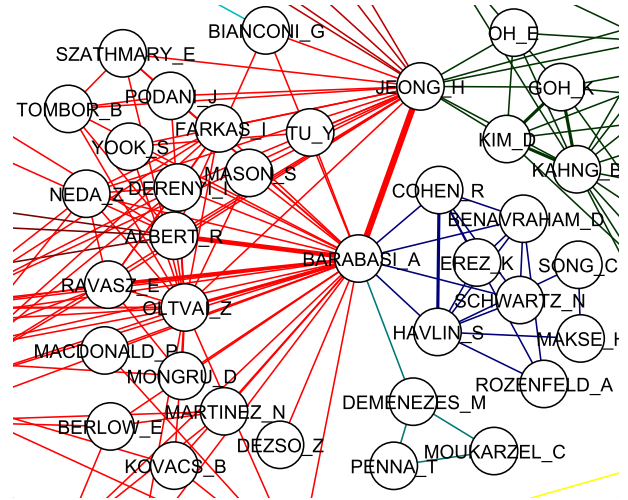 BIANCONI_G
OH_E
SZATHMARY_E
JEONG_H
GOH_K
PODANI_J
TOMBOR_B
FARKAS_I
TU_Y
KIM_D
YOOK_S
KAHNG_B
MASON_S
DERENYI_I
NEDA_Z
COHEN_R
BENAVRAHAM_D
ALBERT_R
BARABASI_A
EREZ_K
SONG_C
RAVASZ_E
OLTVAI_Z
SCHWARTZ_N
HAVLIN_S
MAKSE_H
MACDONALD_P
MONGRU_D
ROZENFELD_A
DEMENEZES_M
MARTINEZ_N
BERLOW_E
DEZSO_Z
MOUKARZEL_C
KOVACS_B
PENNA_T